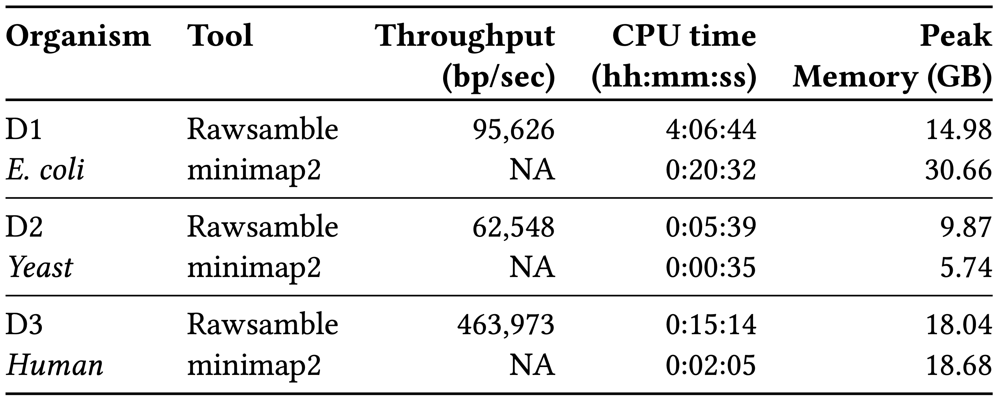 Organism Tool Throughput CPU time Peak
(bp/sec) (hh:mm:ss) Memory (GB)
D1 Rawsamble 95,626 4:06:44 14.98
E. coli minimap2 NA 0:20:32 30.66
D2 Rawsamble 62,548 0:05:39 9.87
Yeast minimap2 NA 0:00:35 5.74
D3 Rawsamble 463,973 0:15:14 18.04
Human minimap2 NA 0:02:05 18.68